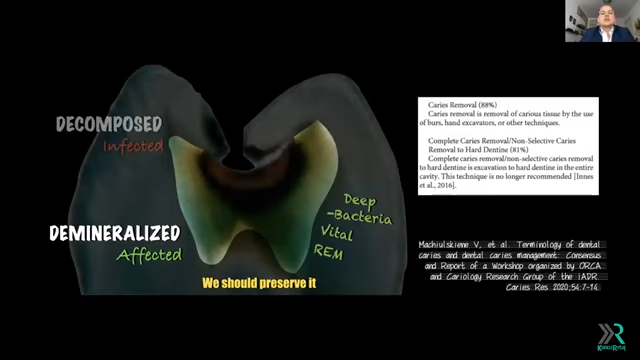 DECOMPOSED
Infected
DEMINERALIZED
Affected
Deep
-Bacteria
Vital
REM
We should preserve it
Caries Removal (88%)
Caries removal is removal of carious tissue by the use
of burs, hand excavators, or other techniques.
Complete Caries Removal/Non-Selective Caries
Removal to Hard Dentine (81%)
Complete caries removal/non-selective caries removal
to hard dentine is excavation to hard dentine in the entire
cavity. This technique is no longer recommended [Innes
et al., 2016].
Machiulskiene V, et al. Terminology of dental
caries and dental caries management: Consensus
and Report of a Workshop organized by ORCA
and Cariology Research Group of the IADR.
Caries Res 2020;54:7-14.